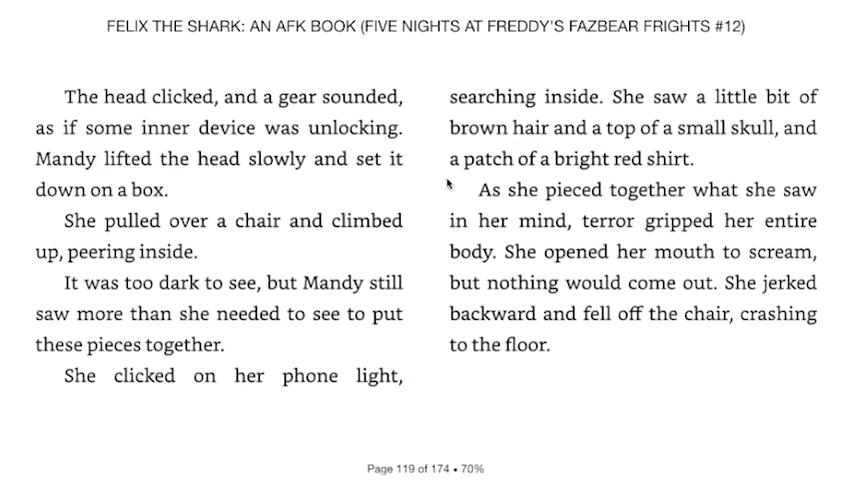 FELIX THE SHARK: AN AFK BOOK (FIVE NIGHTS AT FREDDY'S FAZBEAR FRIGHTS #12)
The head clicked, and a gear sounded,
as if some inner device was unlocking.
Mandy lifted the head slowly and set it
down on a box.
She pulled over a chair and climbed
up, peering inside.
It was too dark to see, but Mandy still
saw more than she needed to see to put
these pieces together.
She clicked on her phone light,
searching inside. She saw a little bit of
brown hair and a top of a small skull, and
a patch of a bright red shirt.
As she pieced together what she saw
in her mind, terror gripped her entire
body. She opened her mouth to scream,
but nothing would come out. She jerked
backward and fell off the chair, crashing
to the floor.
Page 119 of 174 • 70%